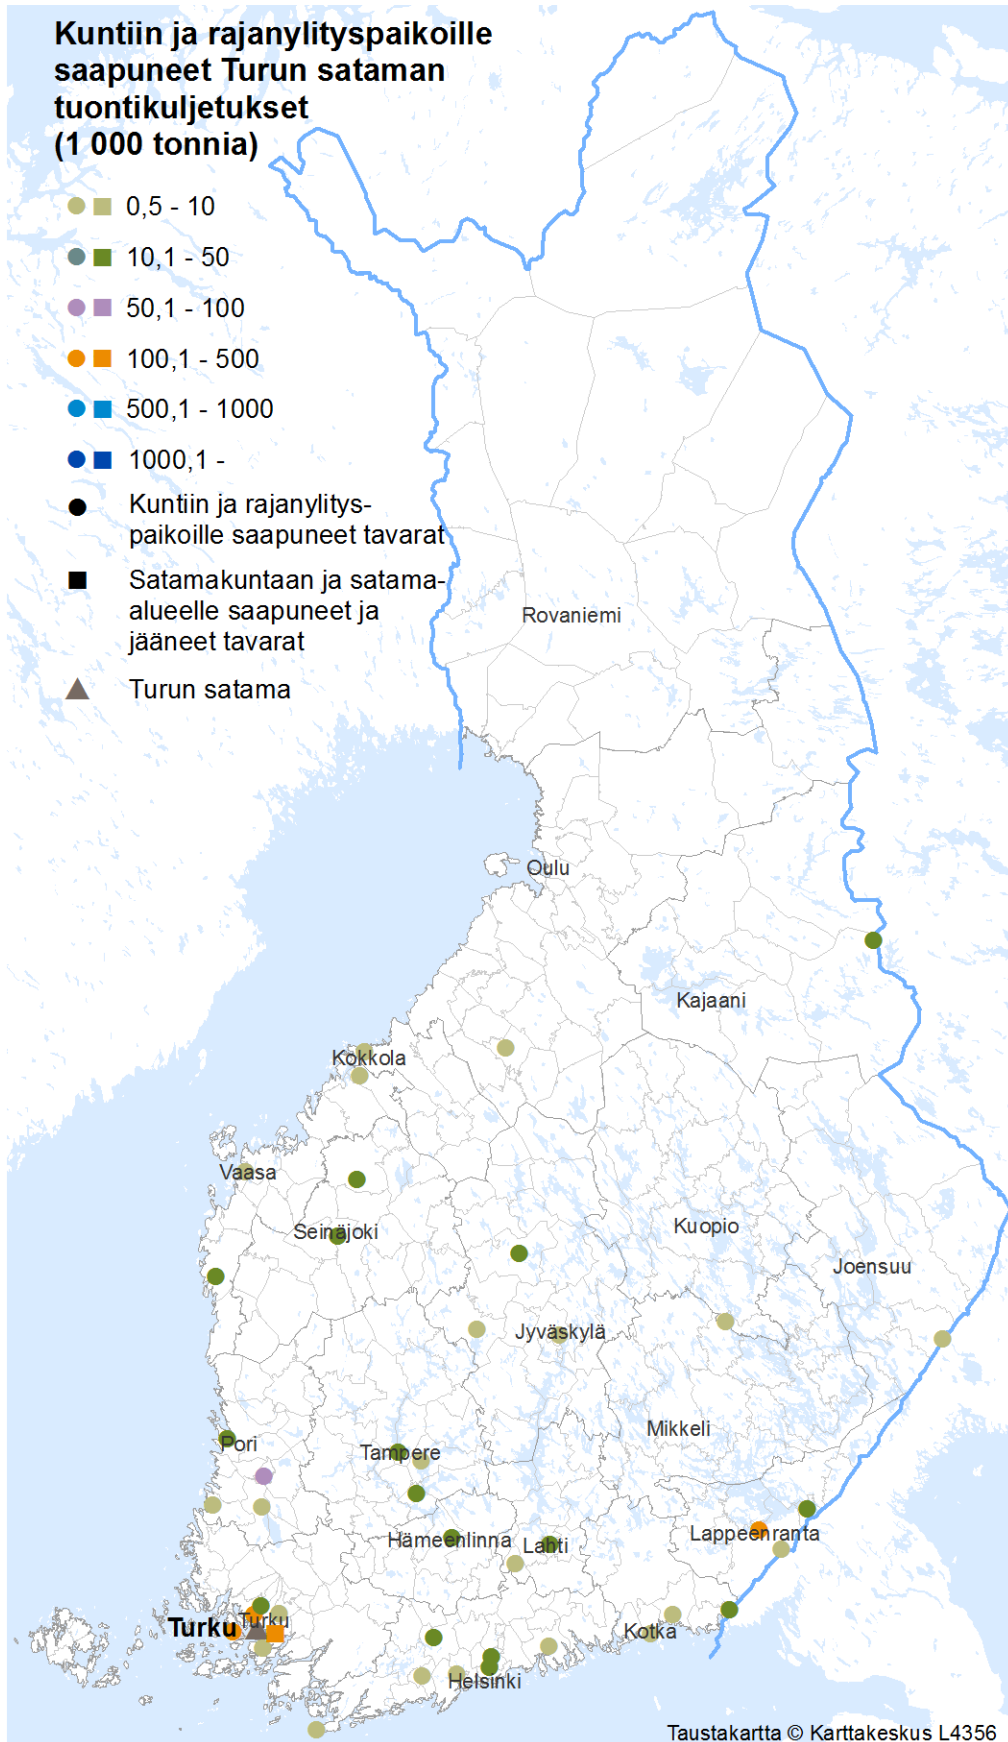 Kuntiin ja rajanylityspaikoille
saapuneet Turun sataman
tuontikuljetukset
(1 000 tonnia)
0,5 - 10
10,1 - 50
50,1 - 100
100,1 - 500
500,1 - 1000
1000,1 -
Kuntiin ja rajanylitys-
paikoille saapuneet tavarat
Satamakuntaan ja satama-
alueelle saapuneet ja
jääneet tavarat
Turun satama
Rovaniemi
Oulu
Kajaani
Kokkola
Vaasa
Seinäjoki
Kuopio
Joensuu
Jyväskylä
Mikkeli
Pori
Tampere
Lappeenranta
Hämeenlinna
Lahti
Turku
Turku
Kotka
Helsinki
Taustakartta © Karttakeskus L4356